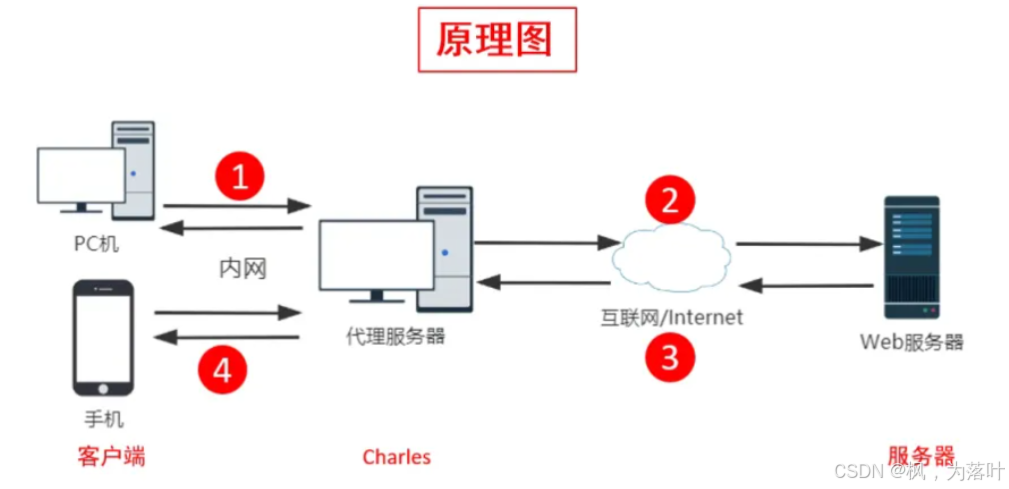 原理图
1
2
PC机
内网
互联网/Internet
代理服务器
Web服务器
3
4
手机
客户端
Charles
服务器
CSDN @枫，为落叶